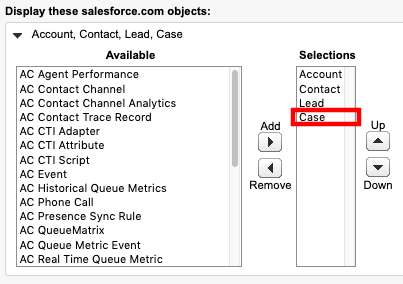 Display these salesforce.com objects:
Account, Contact, Lead, Case
Available
AC Agent Performance
AC Contact Channel
AC Contact Channel Analytics
AC Contact Trace Record
AC CTI Adapter
AC CTI Attribute
AC CTI Script
AC Event
AC Historical Queue Metrics
AC Phone Call
AC Presence Sync Rule
AC QueueMatrix
AC Queue Metric Event
AC Real Time Queue Metric
Add
Remove
Selections
Account
Contact
Lead
Case
Up
Down